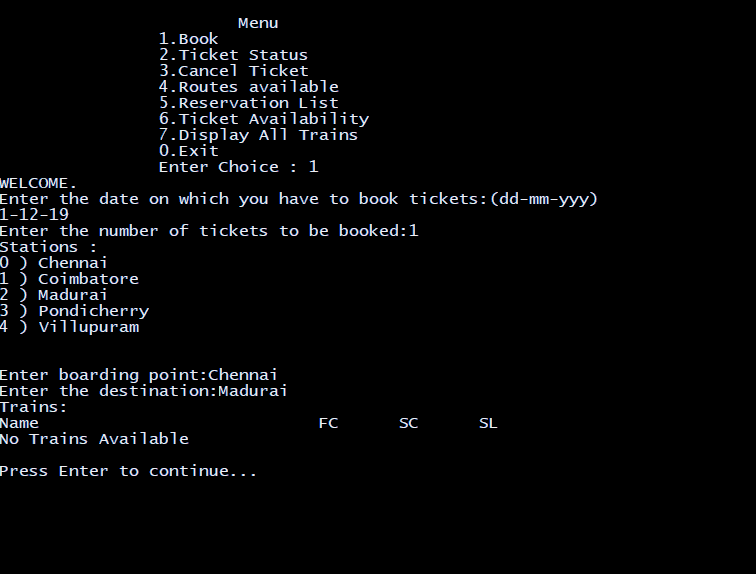 Menu
1.Book
2.Ticket Status
3.Cancel Ticket
4.Routes available
5.Reservation List
6.Ticket Availability
7.Display All Trains
0.Exit
Enter Choice : 1
WELCOME.
Enter the date on which you have to book tickets:(dd-mm-yyy)
1-12-19
Enter the number of tickets to be booked:1
Stations :
0 ) Chennai
1 ) Coimbatore
2 ) Madurai
3 ) Pondicherry
4 ) Villupuram
Enter boarding point:Chennai
Enter the destination:Madurai
Trains:
Name FC SC SL
No Trains Available
Press Enter to continue...